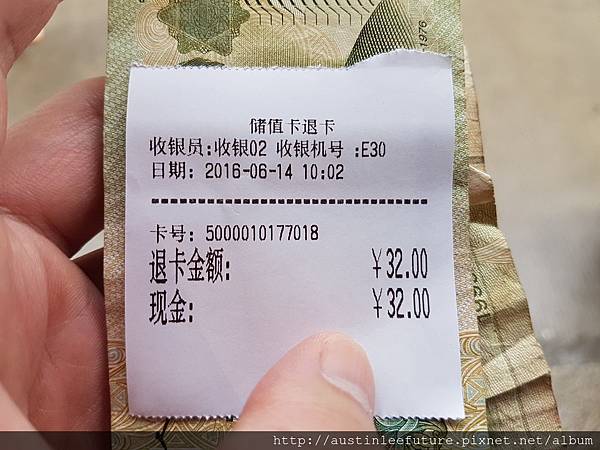 储值卡退卡
收银员:收银02 收银机号 :E30
日期: 2016-06-14 10:02
卡号: 5000010177018
退卡金额: ¥32.00
现金: ¥32.00
http://austinleefuture.pixnet.net/album